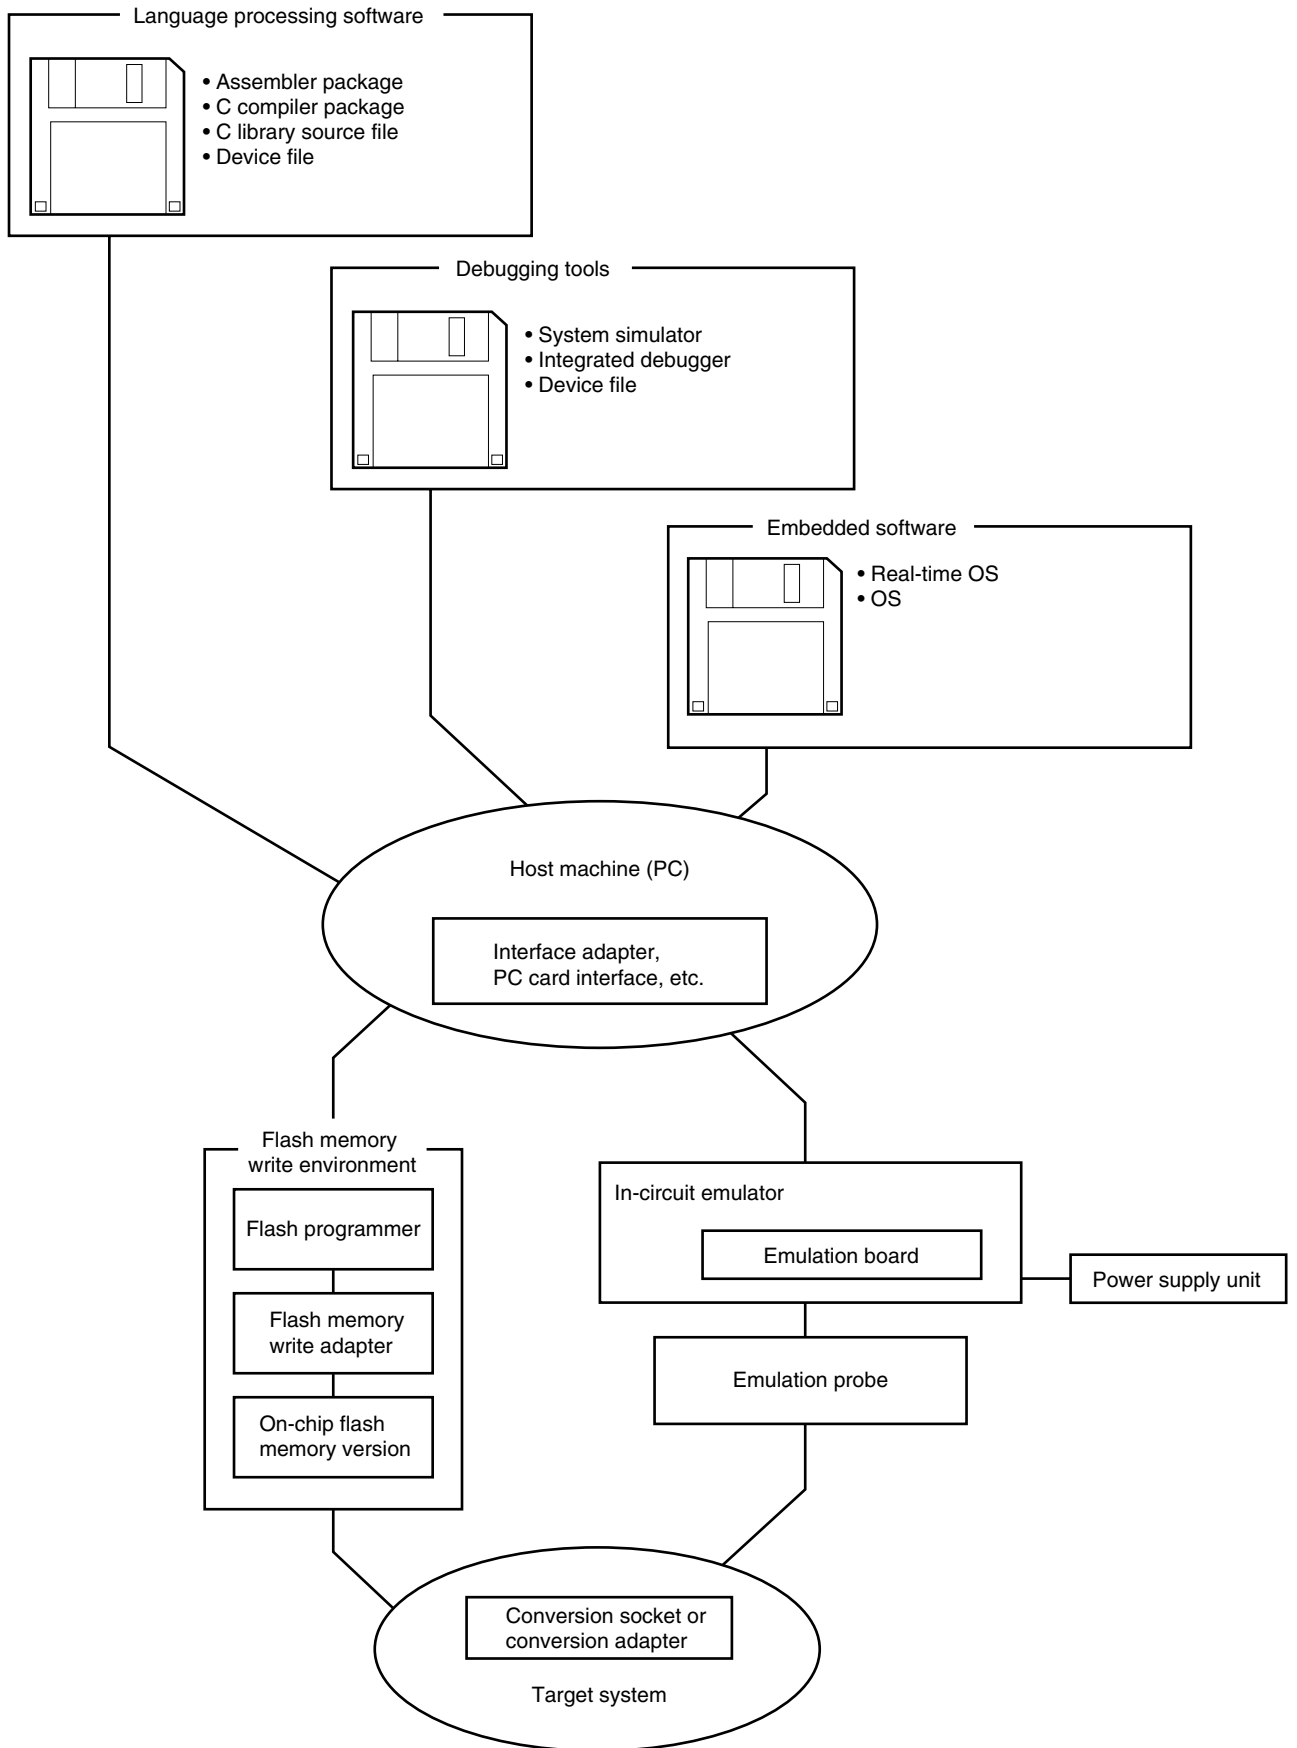 Language processing software
• Assembler package
• C compiler package
• C library source file
• Device file
Debugging tools
• System simulator
• Integrated debugger
• Device file
Embedded software
• Real-time OS
• OS
Host machine (PC)
Interface adapter,
PC card interface, etc.
Flash memory
write environment
Flash programmer
Flash memory
write adapter
On-chip flash
memory version
In-circuit emulator
Emulation board
Power supply unit
Emulation probe
Conversion socket or
conversion adapter
Target system